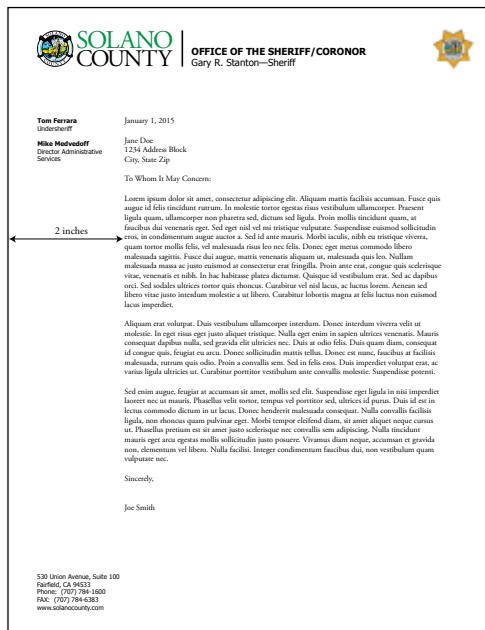 SOLANO
COUNTY
OFFICE OF THE SHERIFF/CORONOR
Gary R. Stanton—Sheriff
Tom Ferrara
Undersheriff
Mike Medvedoff
Director Administrative
Services
January 1, 2015
Jane Doe
1234 Address Block
City, State Zip
To Whom It May Concern:
2 inches
Lorem ipsum dolor sit amet, consectetur adipiscing elit. Aliquam mattis facilisis accumsan. Fusce quis
augue id felis tincidunt rutrum. In molestie tortor egestas risus vestibulum ullamcorper. Praesent
ligula quam, ullamcorper non pharetra sed, dictum sed ligula. Proin mollis tincidunt quam, at
faucibus dui venenatis eget. Sed eget nisl vel mi tristique vulputate. Suspendisse euismod sollicitudin
eros, in condimentum augue auctor a. Sed id ante mauris. Morbi iaculis, nibh eu tristique viverra,
quam tortor mollis felis, vel malesuada risus leo nec felis. Donec eget metus commodo libero
malesuada sagittis. Fusce dui augue, mattis venenatis aliquam ut, malesuada quis leo. Nullam
malesuada massa ac justo euismod at consectetur erat fringilla. Proin ante erat, congue quis scelerisque
vitae, venenatis et nibh. In hac habitasse platea dictumst. Quisque id vestibulum erat. Sed ac dapibus
orci. Sed sodales ultrices tortor quis rhoncus. Curabitur vel nisl lacus, ac luctus lorem. Aenean sed
libero vitae justo interdum molestie a ut libero. Curabitur lobortis magna at felis luctus non euismod
lacus imperdiet.
Aliquam erat volutpat. Duis vestibulum ullamcorper interdum. Donec interdum viverra velit ut
molestie. In eget risus eget justo aliquet tristique. Nulla eget enim in sapien ultrices venenatis. Mauris
consequat dapibus nulla, sed gravida elit ultricies nec. Duis at odio felis. Duis quam diam, consequat
id congue quis, feugiat eu arcu. Donec sollicitudin mattis tellus. Donec est nunc, faucibus at facilisis
malesuada, rutrum quis odio. Proin a convallis sem. Sed in felis eros. Duis imperdiet volutpat erat, ac
varius ligula ultricies ut. Curabitur porttitor vestibulum ante convallis molestie. Suspendisse potenti.
Sed enim augue, feugiat at accumsan sit amet, mollis sed elit. Suspendisse eget ligula in nisi imperdiet
laoreet nec ut mauris. Phasellus velit tortor, tempus vel porttitor sed, ultrices id purus. Duis id est in
lectus commodo dictum in ut lacus. Donec hendrerit malesuada consequat. Nulla convallis facilisis
ligula, non rhoncus quam pulvinar eget. Morbi tempor eleifend diam, sit amet aliquet neque cursus
ut. Phasellus pretium est sit amet justo scelerisque nec convallis sem adipiscing. Nulla tincidunt
mauris eget arcu egestas mollis sollicitudin justo posuere. Vivamus diam neque, accumsan et gravida
non, elementum vel libero. Nulla facilisi. Integer condimentum faucibus dui, non vestibulum quam
vulputate nec.
Sincerely,
Joe Smith
530 Union Avenue, Suite 100
Fairfield, CA 94533
Phone: (707) 784-1600
FAX: (707) 784-6383
www.solanocounty.com